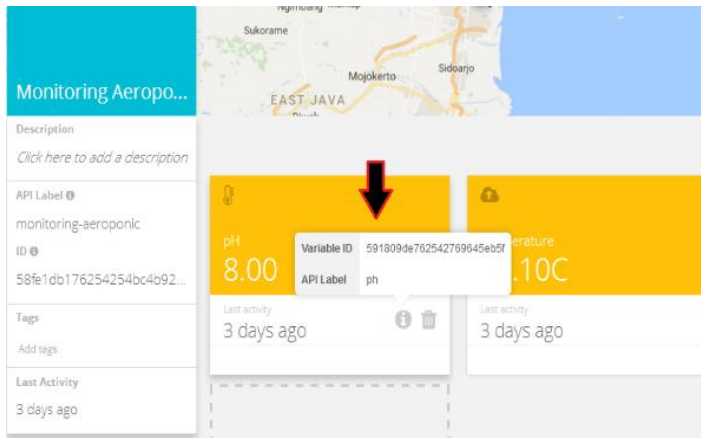 Sukorame
Mojokerto
Sidoarjo
EAST JAVA
Monitoring Aeropo...
Description
Click here to add a description
API Label
monitoring-aeroponic
ID
58fe1db176254254bc4b92...
Tags
Add tags
Last Activity
3 days ago
pH
8.00
Variable ID 591809de762542769645eb5f
API Label ph
Last activity
3 days ago
erature
.10C
Last activity
3 days ago